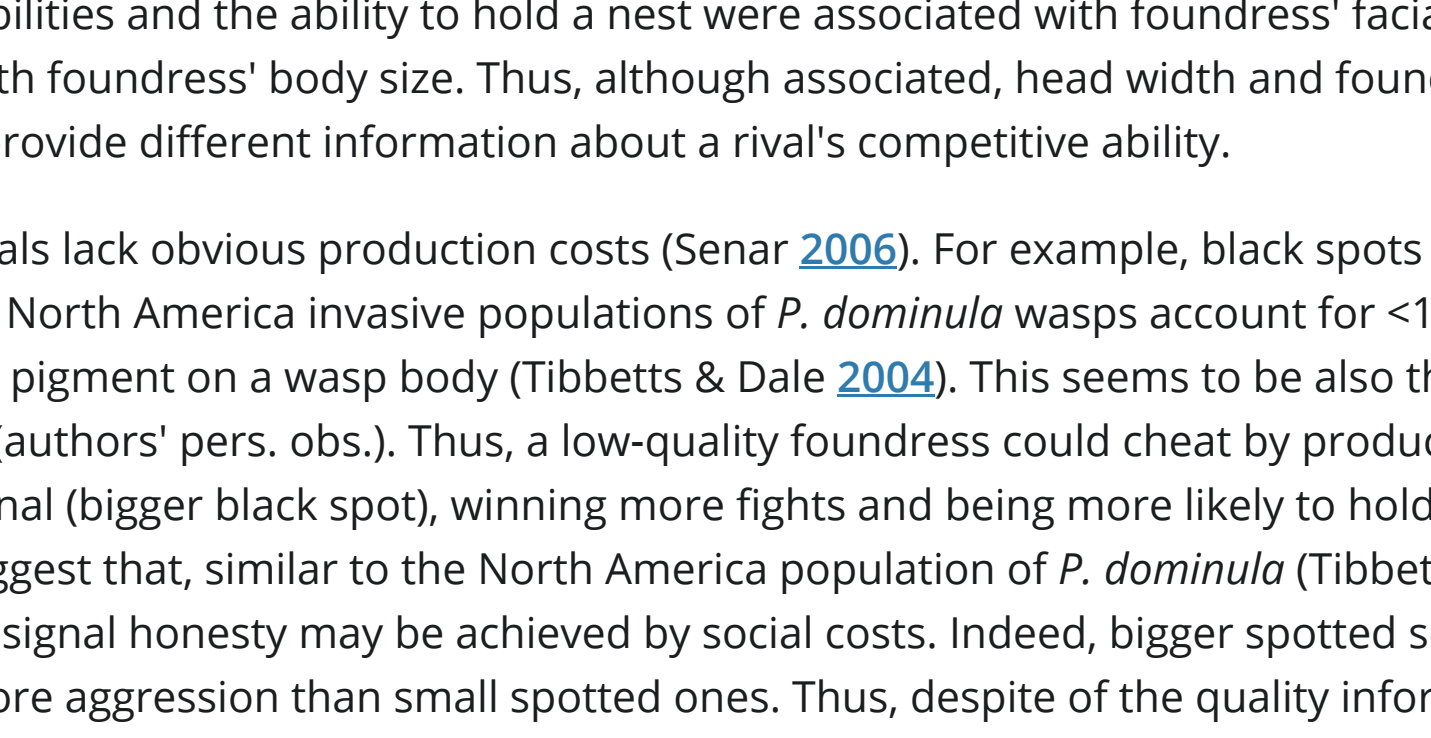 bilities and the ability to hold a nest were associated with foundress' facia
th foundress' body size. Thus, although associated, head width and foun
rovide different information about a rival's competitive ability.
als lack obvious production costs (Senar 2006). For example, black spots
North America invasive populations of P. dominula wasps account for <1
pigment on a wasp body (Tibbetts & Dale 2004). This seems to be also th
(authors' pers. obs.). Thus, a low-quality foundress could cheat by produc
nal (bigger black spot), winning more fights and being more likely to hold
ggest that, similar to the North America population of P. dominula (Tibbet
signal honesty may be achieved by social costs. Indeed, bigger spotted s
ore aggression than small spotted ones. Thus, despite of the quality infor